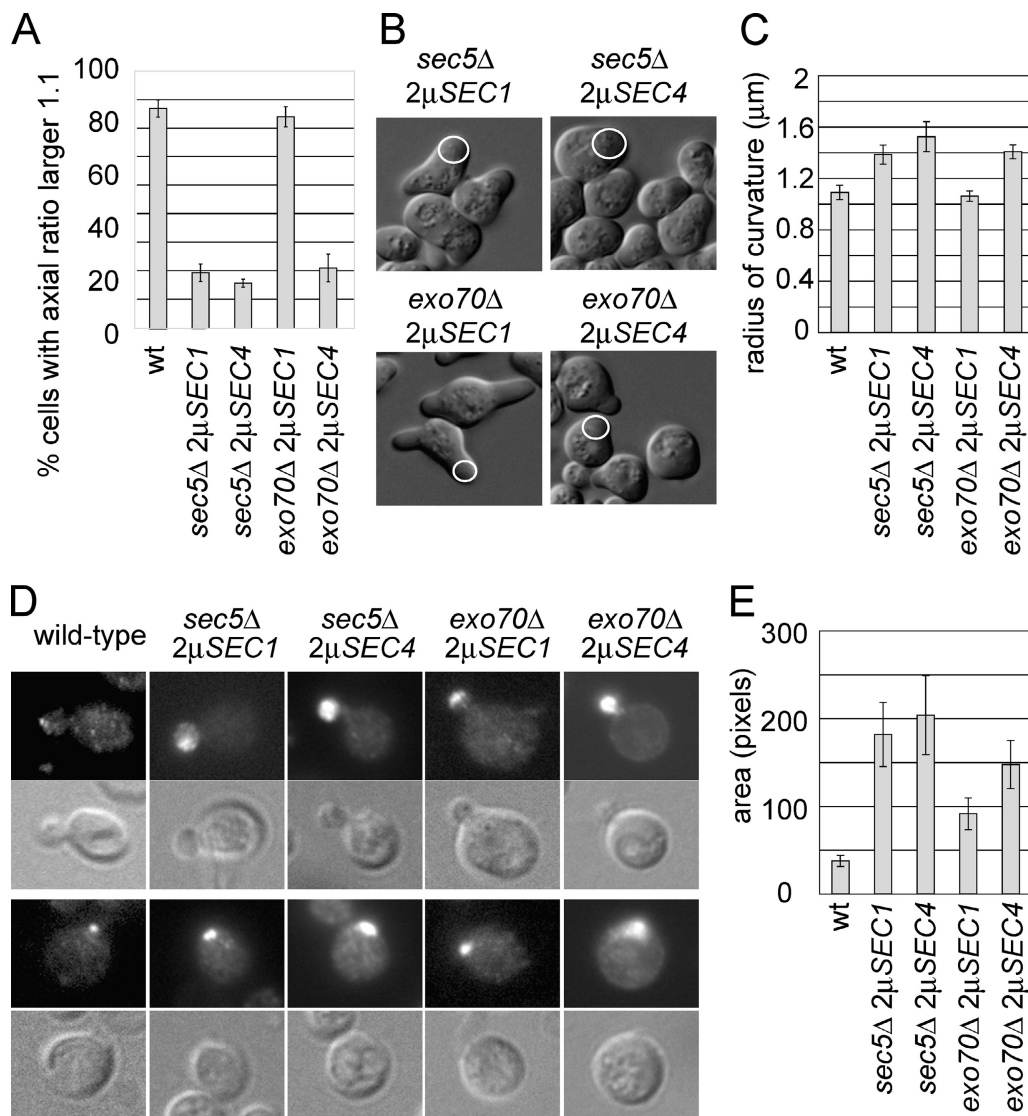 A
% cells with axial ratio larger 1.1
100
80
60
40
20
0
wt
sec5Δ 2μSEC1
sec5Δ 2μSEC4
exo70Δ 2μSEC1
exo70Δ 2μSEC4
B
sec5Δ
2μSEC1
sec5Δ
2μSEC4
exo70Δ
2μSEC1
exo70Δ
2μSEC4
C
radius of curvature (μm)
2
1.6
1.2
0.8
0.4
0
wt
sec5Δ 2μSEC1
sec5Δ 2μSEC4
exo70Δ 2μSEC1
exo70Δ 2μSEC4
D
wild-type
sec5Δ
2μSEC1
sec5Δ
2μSEC4
exo70Δ
2μSEC1
exo70Δ
2μSEC4
E
area (pixels)
300
200
100
0
wt
sec5Δ 2μSEC1
sec5Δ 2μSEC4
exo70Δ 2μSEC1
exo70Δ 2μSEC4